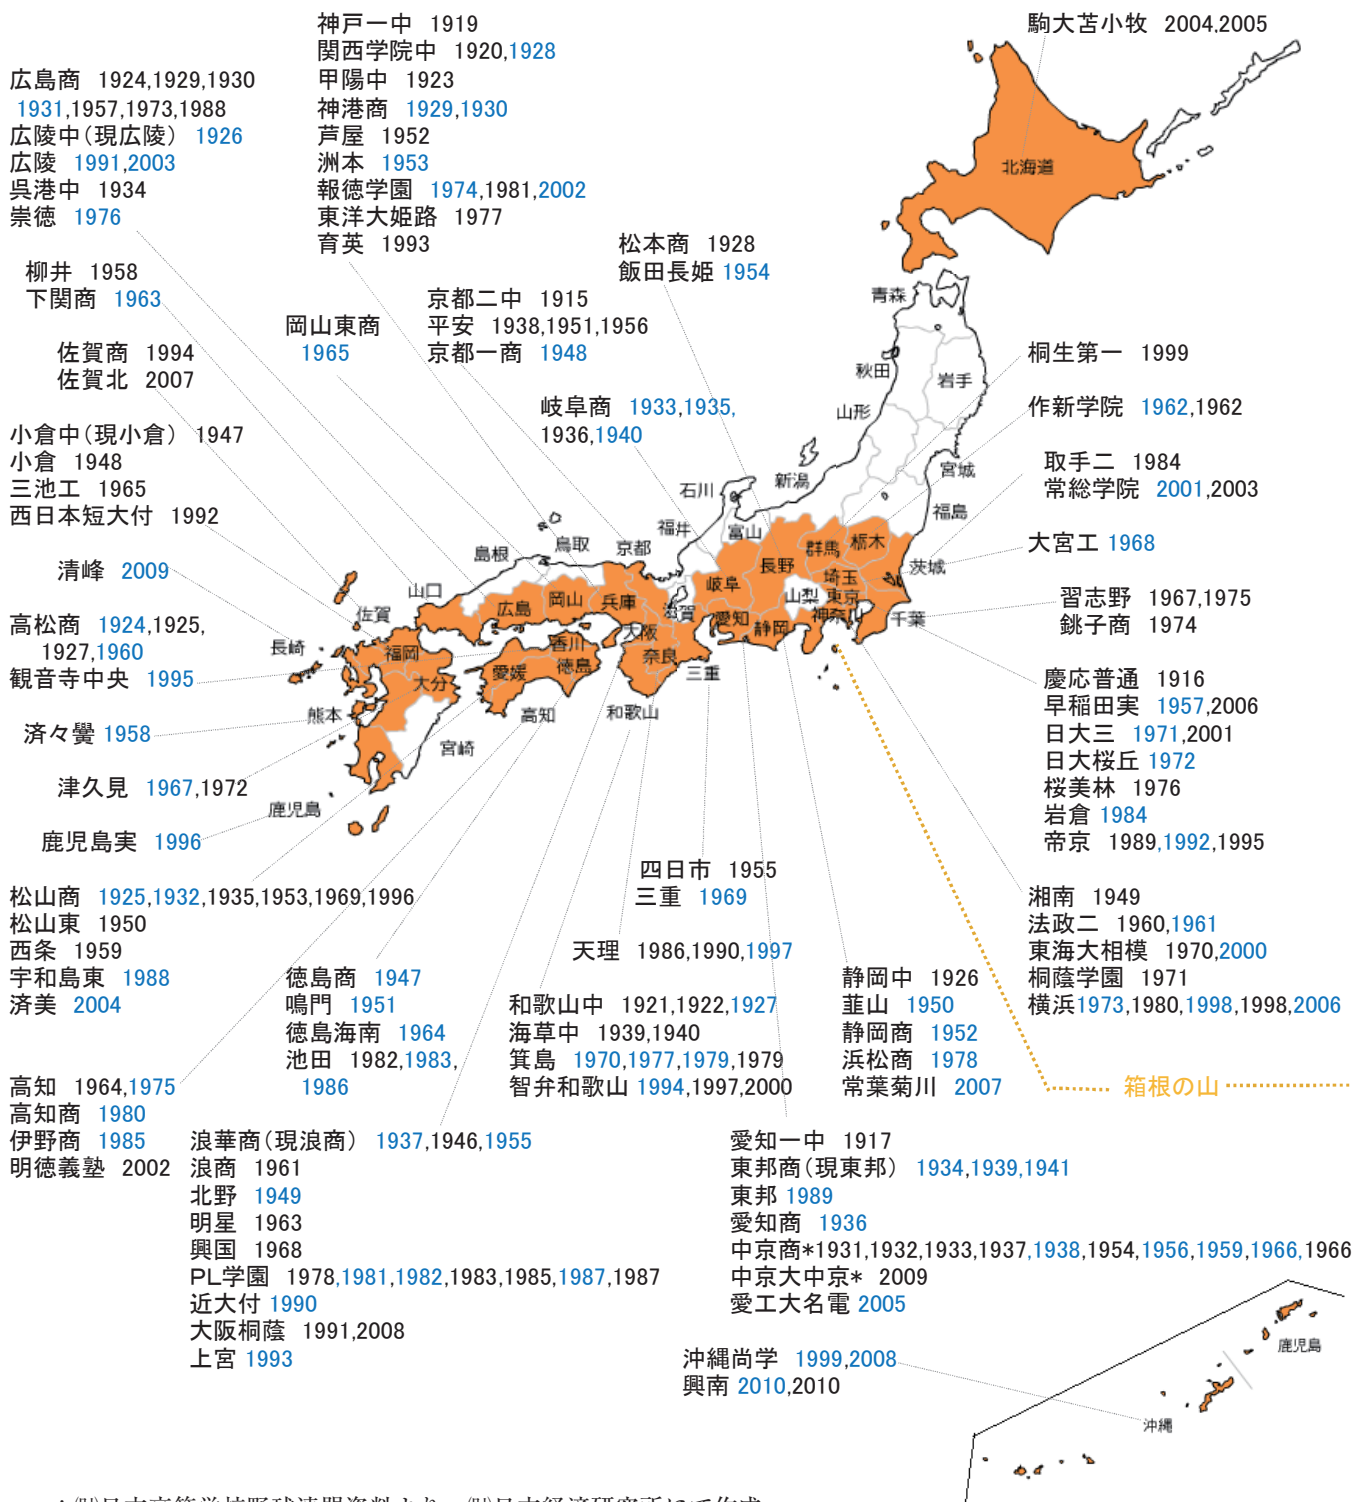 神戸一中 1919
関西学院中 1920,1928
甲陽中 1923
神港商 1929,1930
芦屋 1952
洲本 1953
報徳学園 1974,1981,2002
東洋大姫路 1977
育英 1993
駒大苫小牧 2004,2005
広島商 1924,1929,1930
1931,1957,1973,1988
広陵中(現広陵) 1926
広陵 1991,2003
呉港中 1934
崇徳 1976
柳井 1958
下関商 1963
松本商 1928
飯田長姫 1954
京都二中 1915
平安 1938,1951,1956
京都一商 1948
岡山東商
1965
佐賀商 1994
佐賀北 2007
岐阜商 1933,1935,
1936,1940
小倉中(現小倉) 1947
小倉 1948
三池工 1965
西日本短大付 1992
清峰 2009
高松商 1924,1925,
1927,1960
観音寺中央 1995
済々黌 1958
津久見 1967,1972
鹿児島実 1996
桐生第一 1999
作新学院 1962,1962
取手二 1984
常総学院 2001,2003
大宮工 1968
習志野 1967,1975
銚子商 1974
慶応普通 1916
早稲田実 1957,2006
日大三 1971,2001
日大桜丘 1972
桜美林 1976
岩倉 1984
帝京 1989,1992,1995
北海道
青森
秋田
岩手
山形
宮城
新潟
福島
石川
富山
福井
群馬
栃木
長野
埼玉
茨城
岐阜
山梨
東京
神奈川
千葉
愛知
静岡
滋賀
京都
鳥取
島根
岡山
兵庫
広島
山口
大阪
奈良
三重
和歌山
香川
徳島
愛媛
高知
佐賀
福岡
長崎
大分
熊本
宮崎
鹿児島
松山商 1925,1932,1935,1953,1969,1996
松山東 1950
西条 1959
宇和島東 1988
済美 2004
四日市 1955
三重 1969
天理 1986,1990,1997
湘南 1949
法政二 1960,1961
東海大相模 1970,2000
桐蔭学園 1971
横浜1973,1980,1998,1998,2006
徳島商 1947
鳴門 1951
徳島海南 1964
池田 1982,1983,
1986
和歌山中 1921,1922,1927
海草中 1939,1940
箕島 1970,1977,1979,1979
智弁和歌山 1994,1997,2000
静岡中 1926
韮山 1950
静岡商 1952
浜松商 1978
常葉菊川 2007
箱根の山
高知 1964,1975
高知商 1980
伊野商 1985
明徳義塾 2002
浪華商(現浪商) 1937,1946,1955
浪商 1961
北野 1949
明星 1963
興国 1968
PL学園 1978,1981,1982,1983,1985,1987,1987
近大付 1990
大阪桐蔭 1991,2008
上宮 1993
愛知一中 1917
東邦商(現東邦) 1934,1939,1941
東邦 1989
愛知商 1936
中京商*1931,1932,1933,1937,1938,1954,1956,1959,1966,1966
中京大中京* 2009
愛工大名電 2005
沖縄尚学 1999,2008
興南 2010,2010
鹿児島
沖縄